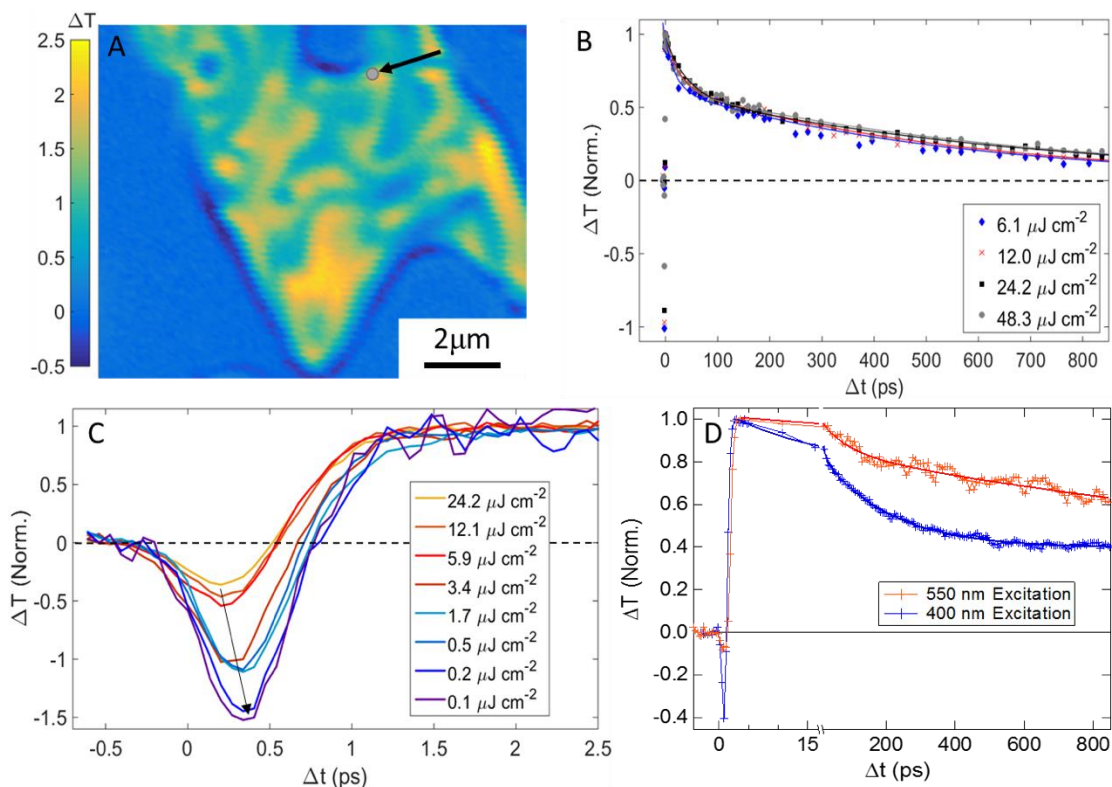 ΔT
A
2.5
2
1.5
1
0.5
0
-0.5
2μm
B
ΔT (Norm.)
1
0.5
0
-0.5
-1
6.1 μJ cm-2
12.0 μJ cm-2
24.2 μJ cm-2
48.3 μJ cm-2
0 100 200 300 400 500 600 700 800
Δt (ps)
C
ΔT (Norm.)
1
0.5
0
-0.5
-1
-1.5
24.2 μJ cm-2
12.1 μJ cm-2
5.9 μJ cm-2
3.4 μJ cm-2
1.7 μJ cm-2
0.5 μJ cm-2
0.2 μJ cm-2
0.1 μJ cm-2
-0.5 0 0.5 1 1.5 2 2.5
Δt (ps)
D
ΔT (Norm.)
1.0
0.8
0.6
0.4
0.2
0.0
-0.2
-0.4
550 nm Excitation
400 nm Excitation
0 15 200 400 600 800
Δt (ps)